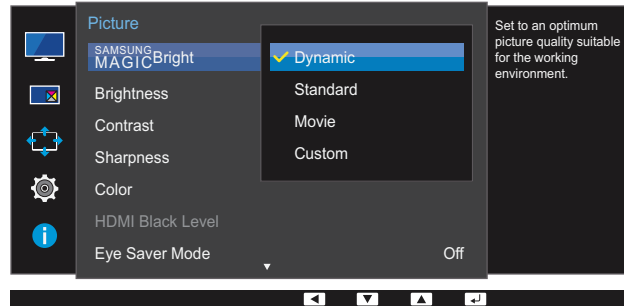 Picture
SAMSUNG
MAGICBright
Brightness
Contrast
Sharpness
Color
HDMI Black Level
Eye Saver Mode
Off
Dynamic
Standard
Movie
Custom
Set to an optimum
picture quality suitable
for the working
environment.